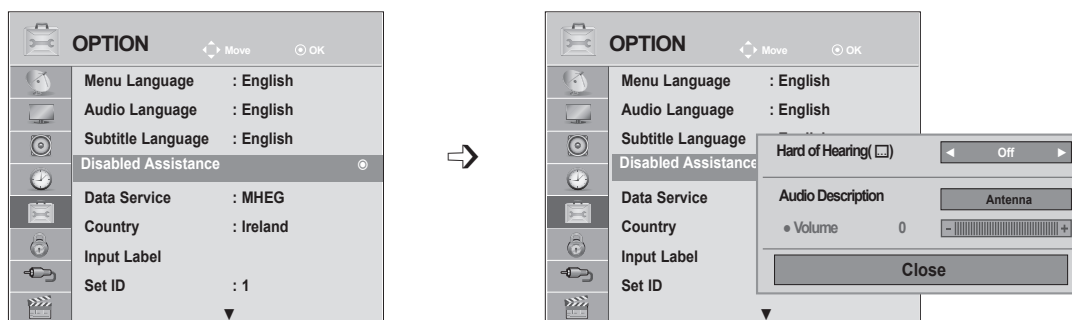 OPTION
Move
OK
Menu Language : English
Audio Language : English
Subtitle Language : English
Disabled Assistance
Data Service : MHEG
Country : Ireland
Input Label
Set ID : 1
OPTION
Move
OK
Menu Language : English
Audio Language : English
Subtitle Language
Disabled Assistance
Data Service
Country
Input Label
Set ID
Hard of Hearing( ) ◄ Off ►
Audio Description Antenna
• Volume 0 - +
Close